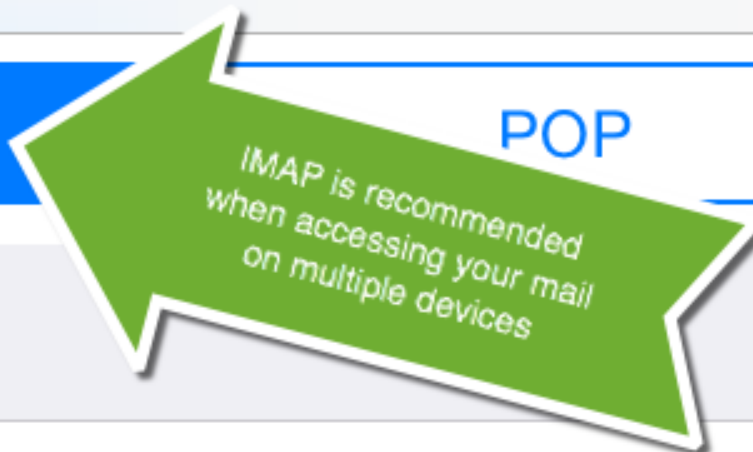 POP
IMAP is recommended
when accessing your mail
on multiple devices